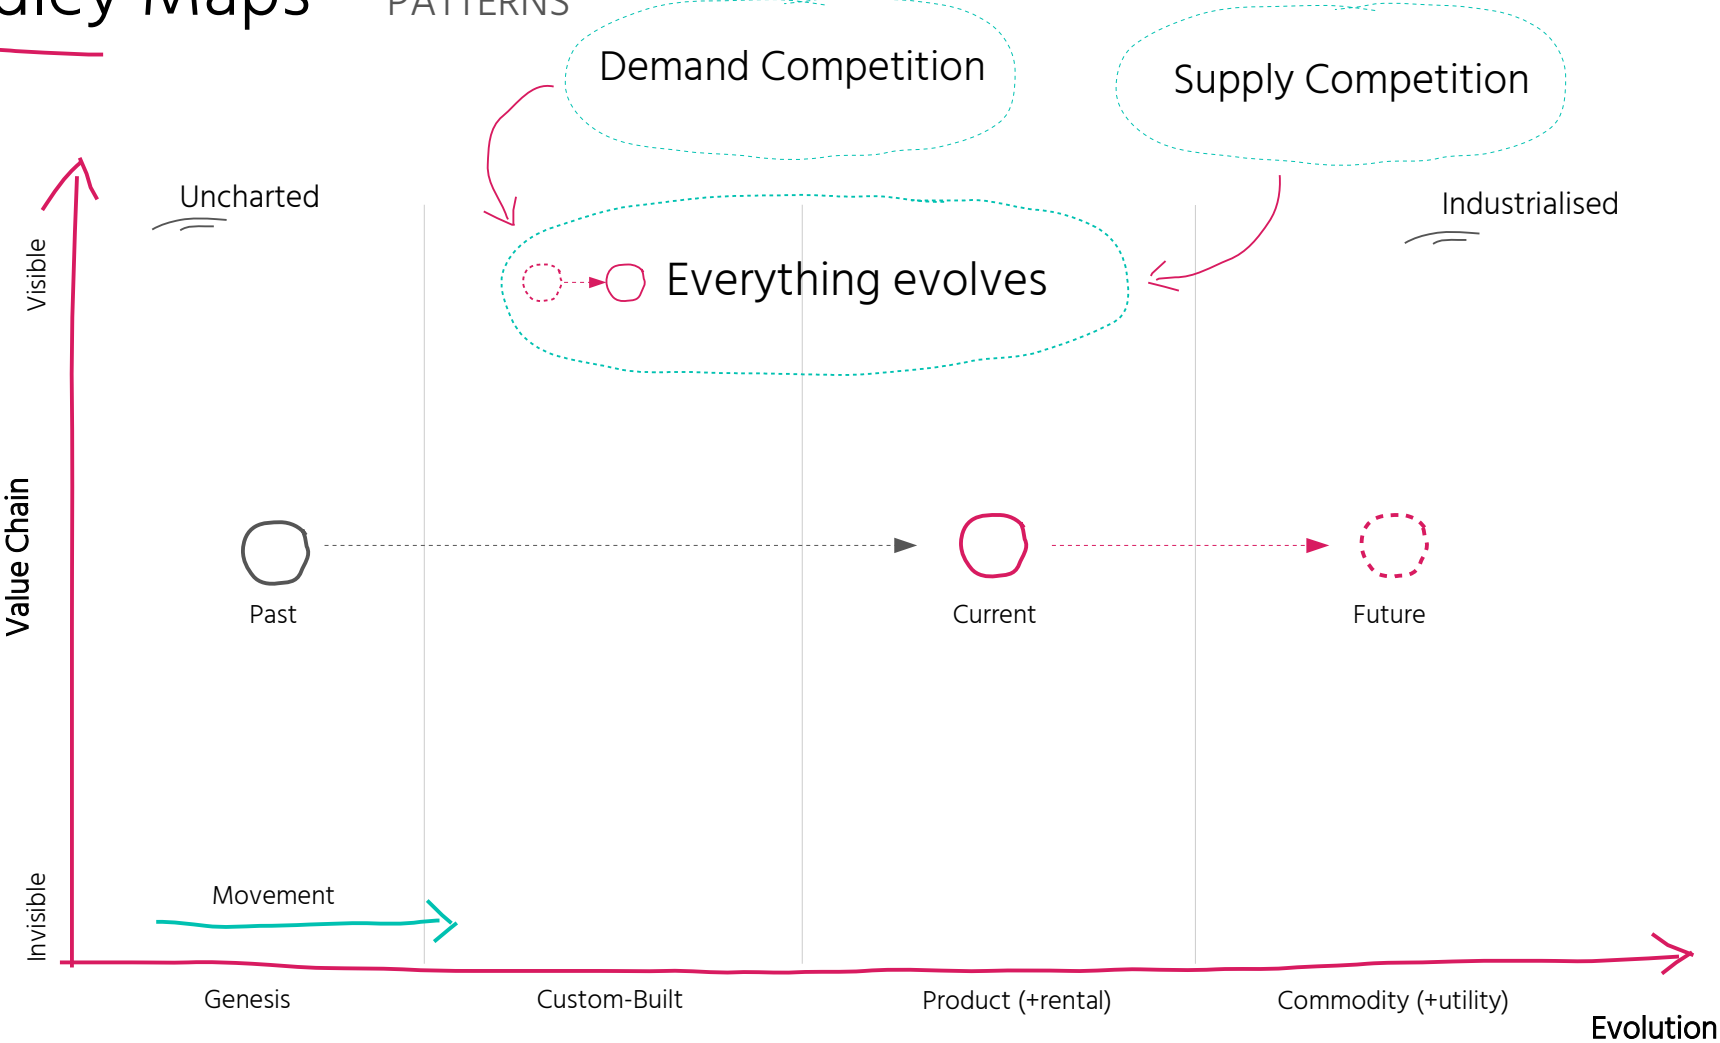 Maps PATTERNS
Demand Competition
Supply Competition
Uncharted
Industrialised
Visible
Everything evolves
Value Chain
Past
Current
Future
Movement
Invisible
Genesis
Custom-Built
Product (+rental)
Commodity (+utility)
Evolution